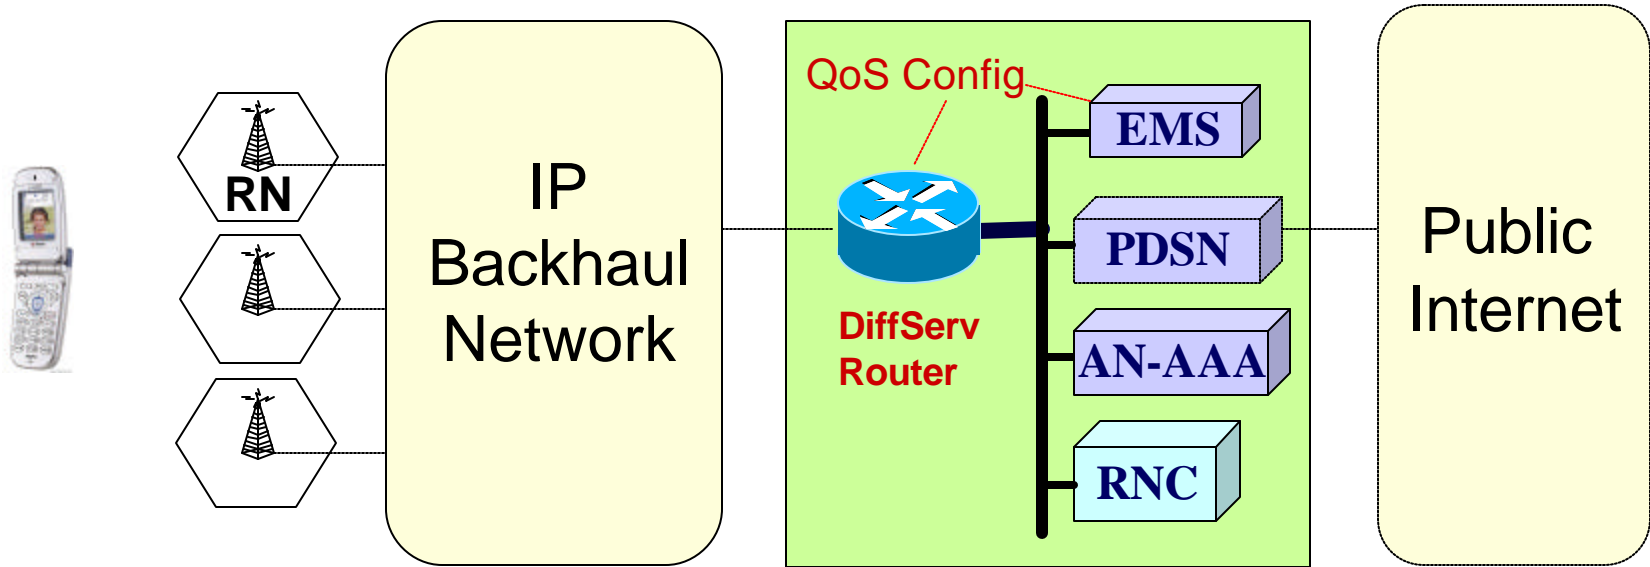 RN
IP
Backhaul
Network
QoS Config
DiffServ
Router
EMS
PDSN
AN-AAA
RNC
Public
Internet